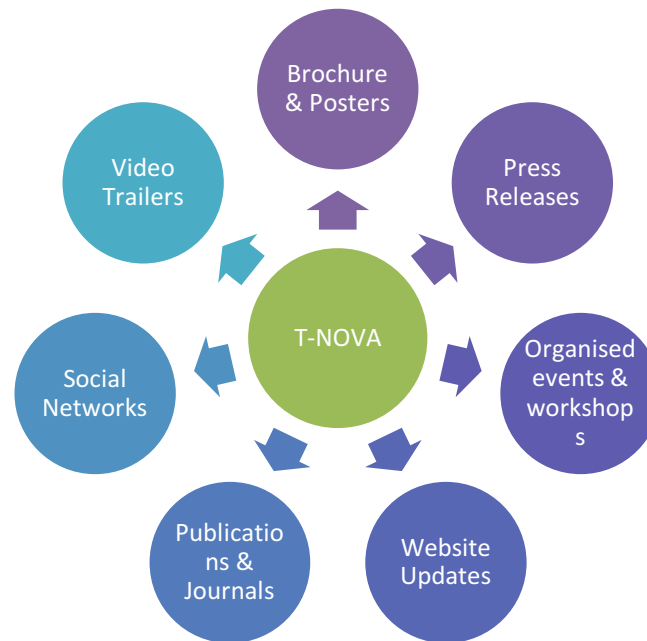 Brochure
& Posters
Press
Releases
Organised
events &
workshop
s
Website
Updates
Publicatio
ns &
Journals
Social
Networks
Video
Trailers
T-NOVA